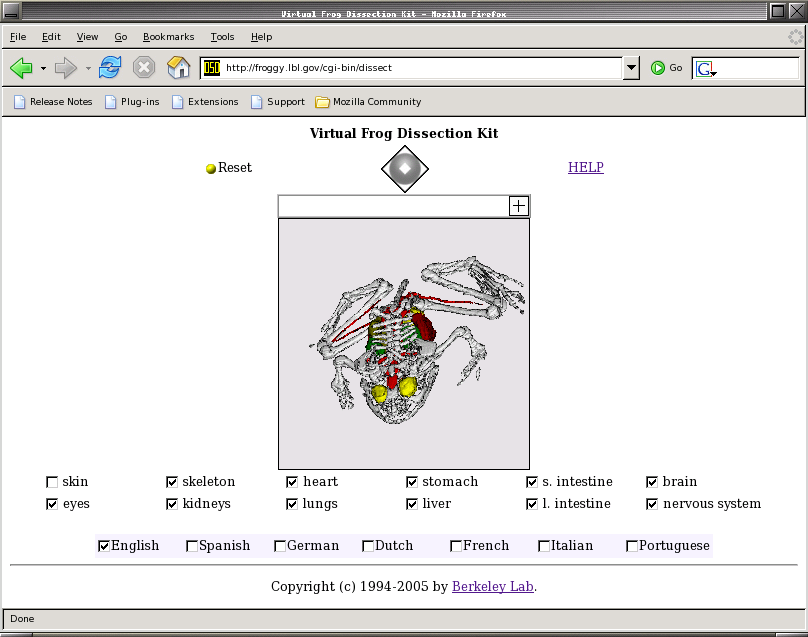 Virtual Frog Dissection Kit - Mozilla Firefox
File Edit View Go Bookmarks Tools Help
DSD http://froggy.lbl.gov/cgi-bin/dissect Go G
Release Notes Plug-ins Extensions Support Mozilla Community
Virtual Frog Dissection Kit
Reset HELP
skin skeleton heart stomach s. intestine brain
eyes kidneys lungs liver l. intestine nervous system
English Spanish German Dutch French Italian Portuguese
Copyright (c) 1994-2005 by Berkeley Lab.
Done